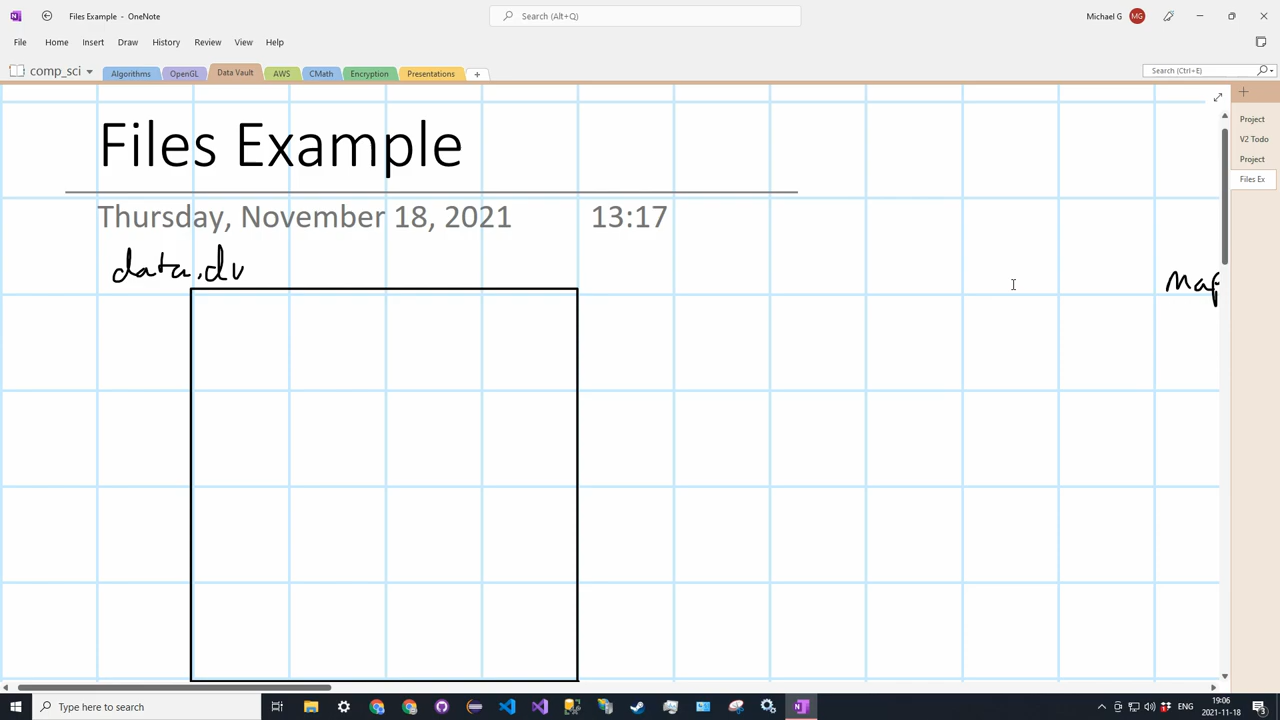 Files Example - OneNote
Search (Alt+Q)
Michael G
MG
File Home Insert Draw History Review View Help
comp_sci
Algorithms OpenGL Data Vault AWS CMath Encryption Presentations +
Search (Ctrl+E)
Project
V2 Todo
Project
Files Ex
Files Example
Thursday, November 18, 2021 13:17
data.dv
Map
Type here to search
ENG
19:06
2021-11-18